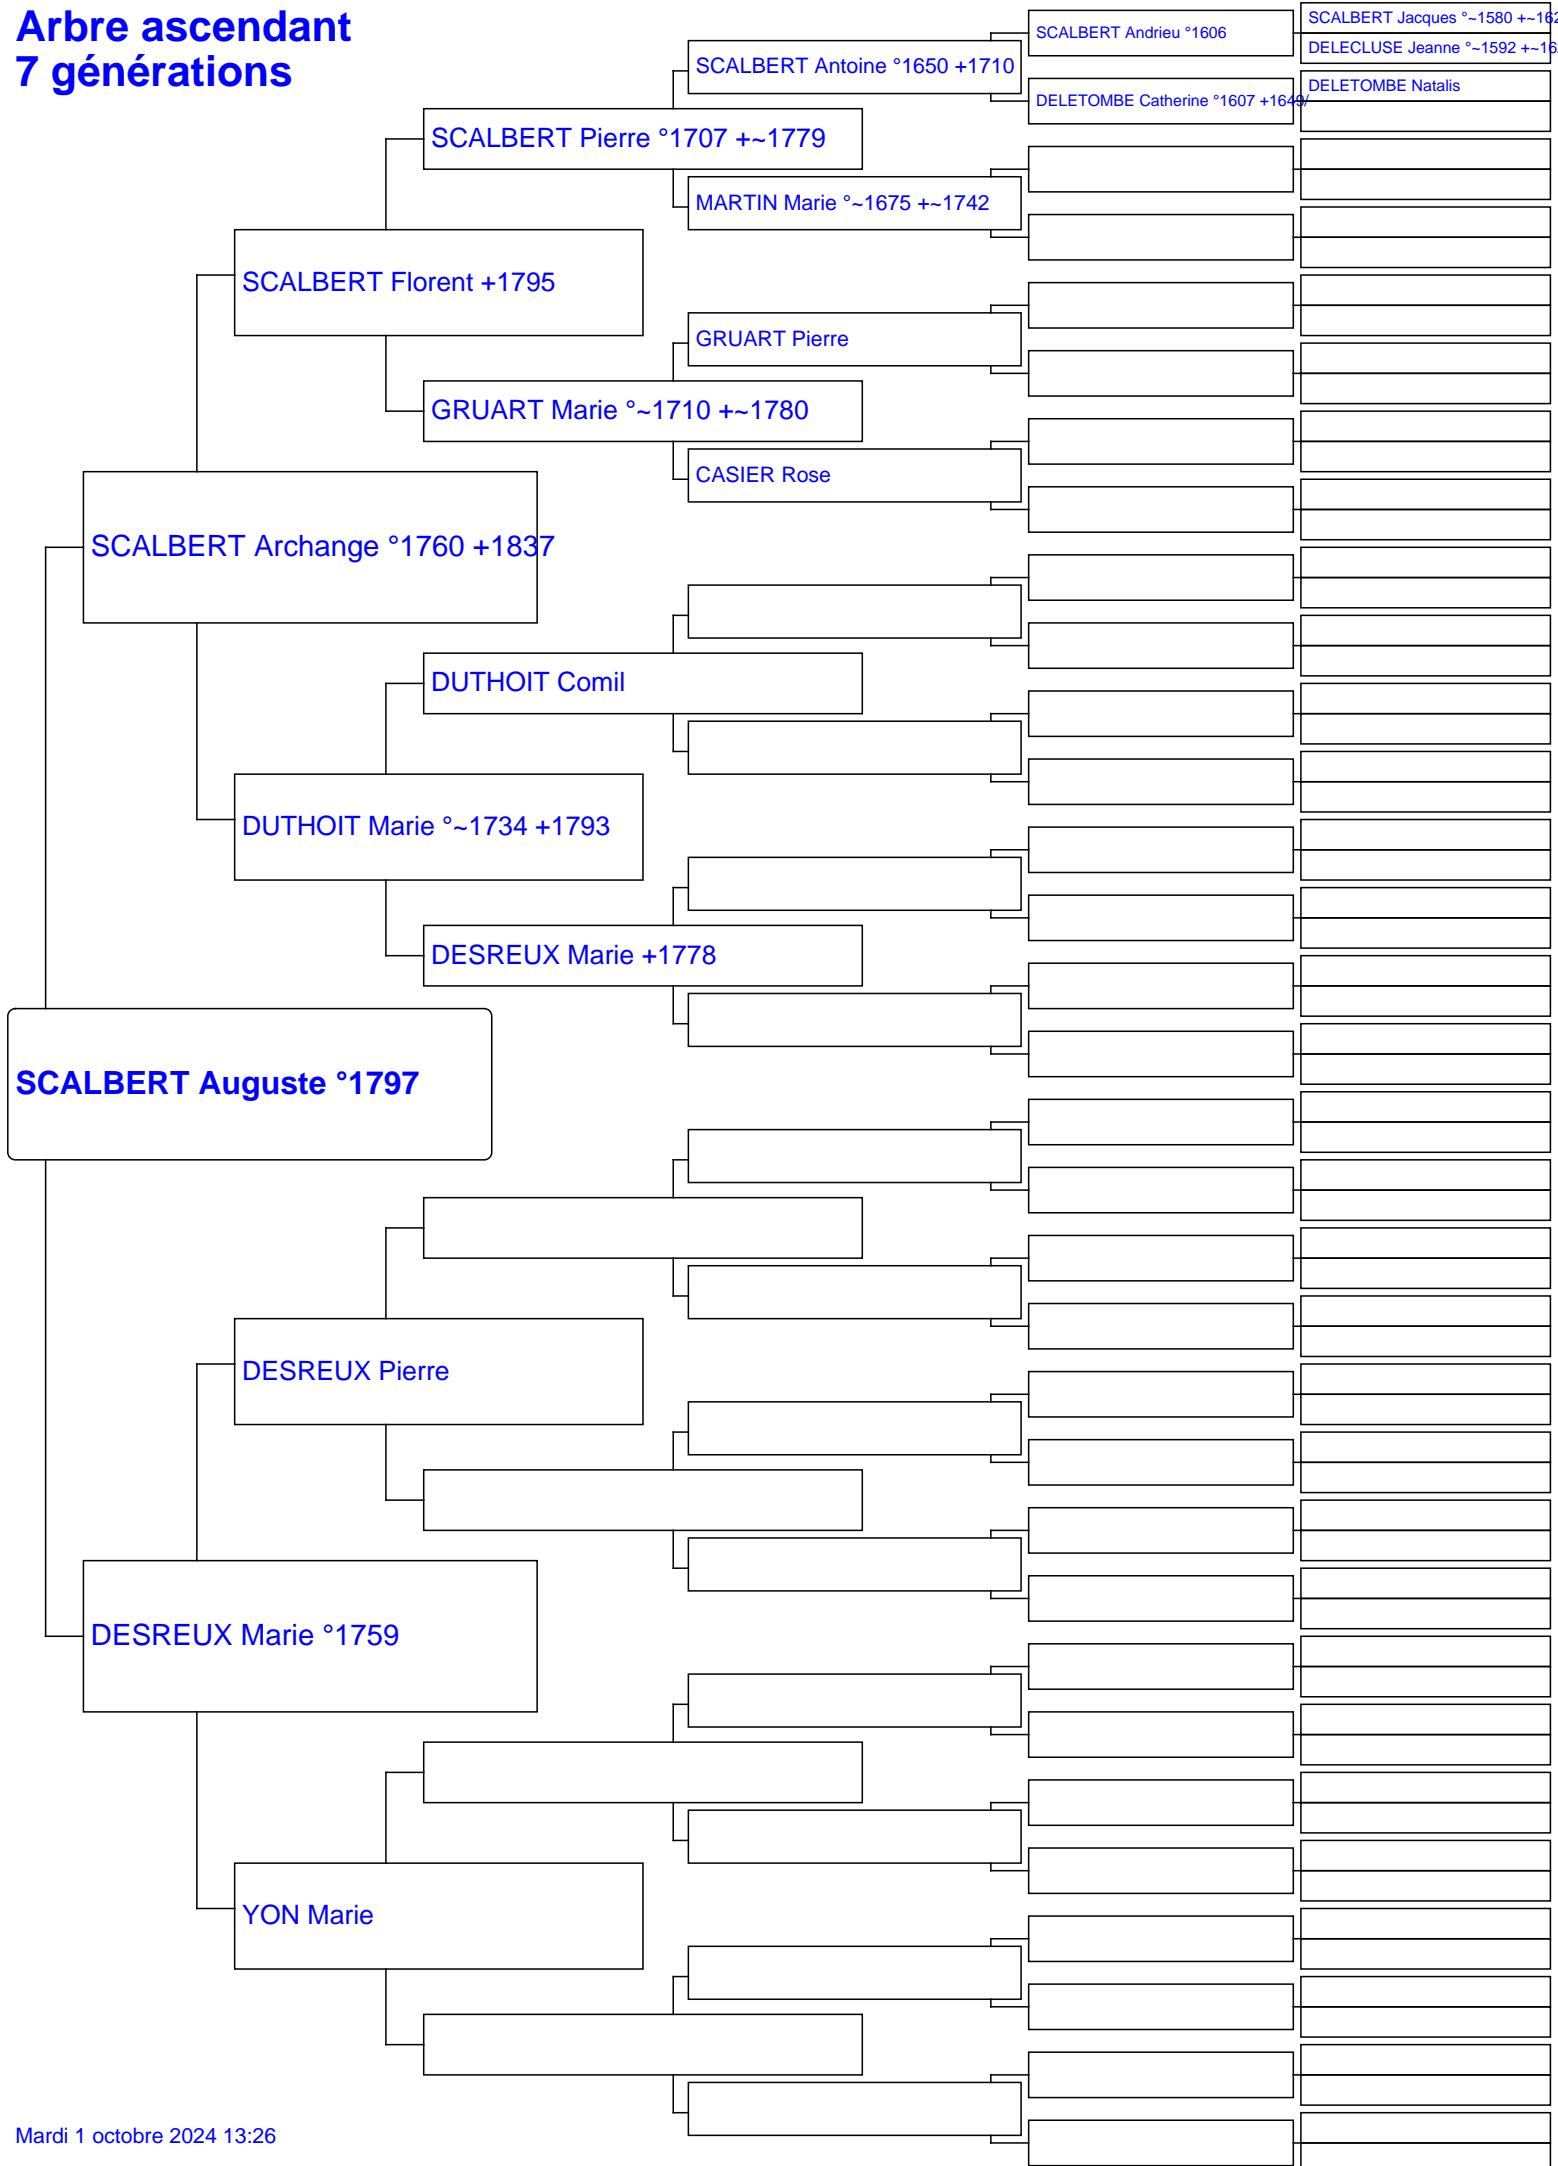 Arbre ascendant
7 générations
SCALBERT Jacques °~1580 +~162
DELECLUSE Jeanne °~1592 +~16
SCALBERT Andrieu °1606
SCALBERT Antoine °1650 +1710
DELETOMBE Natalis
DELETOMBE Catherine °1607 +1649/
SCALBERT Pierre °1707 +~1779
MARTIN Marie °~1675 +~1742
SCALBERT Florent +1795
GRUART Pierre
GRUART Marie °~1710 +~1780
CASIER Rose
SCALBERT Archange °1760 +1837
DUTHOIT Comil
DUTHOIT Marie °~1734 +1793
DESREUX Marie +1778
SCALBERT Auguste °1797
DESREUX Pierre
DESREUX Marie °1759
YON Marie
Mardi 1 octobre 2024 13:26